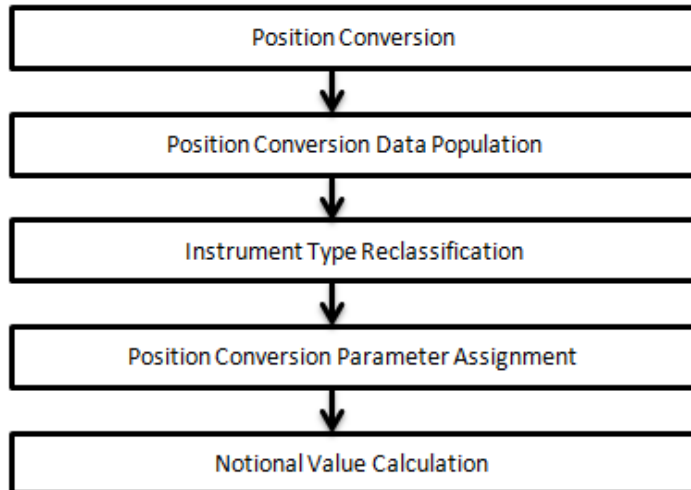 Position Conversion
Position Conversion Data Population
Instrument Type Reclassification
Position Conversion Parameter Assignment
Notional Value Calculation